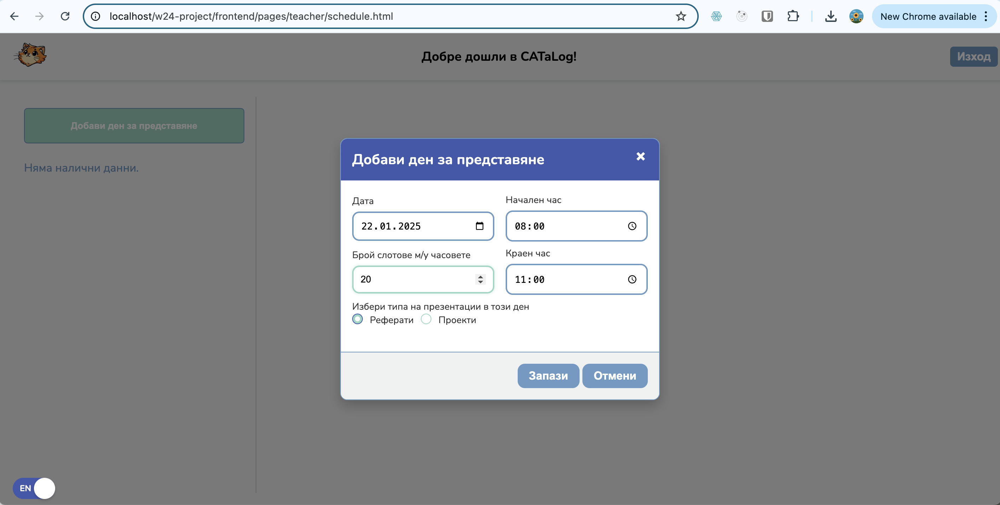 localhost/w24-project/frontend/pages/teacher/schedule.html
New Chrome available
Добре дошли в CATaLog!
Изход
Добави ден за представяне
Няма налични данни.
Добави ден за представяне
Дата
Начален час
22.01.2025
08:00
Брой слотове м/у часовете
Краен час
20
11:00
Избери типа на презентации в този ден
Реферати
Проекти
Запази
Отмени
EN